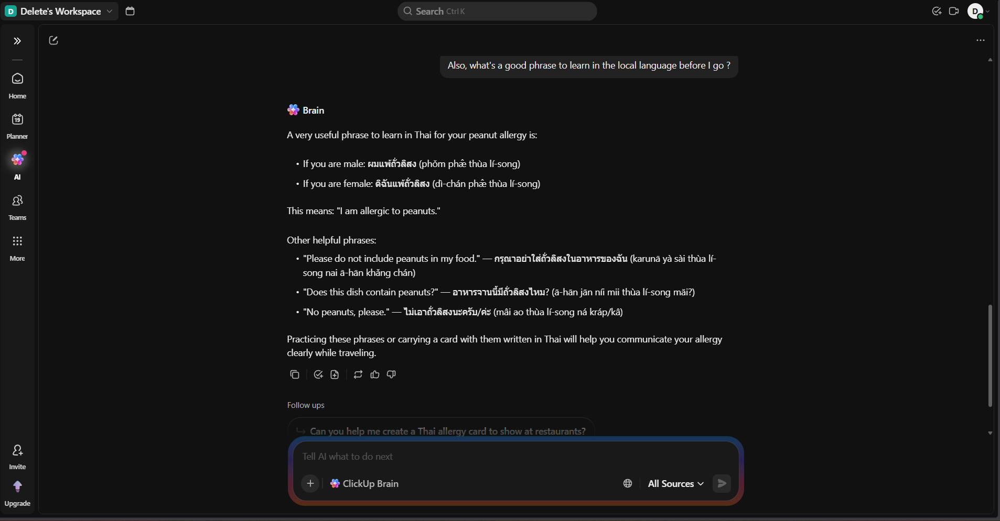 D Delete's Workspace
Search Ctrl K
D
Home
19
Planner
AI
Teams
More
Invite
Upgrade
Also, what's a good phrase to learn in the local language before I go ?
Brain
A very useful phrase to learn in Thai for your peanut allergy is:
• If you are male: ผมแพ้ถั่วลิสง (phǒm phæ̂ thùa lí-song)
• If you are female: ดิฉันแพ้ถั่วลิสง (dì-chán phæ̂ thùa lí-song)
This means: "I am allergic to peanuts."
Other helpful phrases:
• "Please do not include peanuts in my food." — กรุณาอย่าใส่ถั่วลิสงในอาหารของฉัน (karunā yà sài thùa lí-
song nai ā-hān khǎng chán)
• "Does this dish contain peanuts?" — อาหารจานนี้มีถั่วลิสงไหม? (ā-hān jān níi mii thùa lí-song mǎi?)
• "No peanuts, please." — ไม่เอาถั่วลิสงนะครับ/ค่ะ (mâi ao thùa lí-song ná kráp/kâ)
Practicing these phrases or carrying a card with them written in Thai will help you communicate your allergy
clearly while traveling.
Follow ups
Can you help me create a Thai allergy card to show at restaurants?
Tell AI what to do next
ClickUp Brain
All Sources